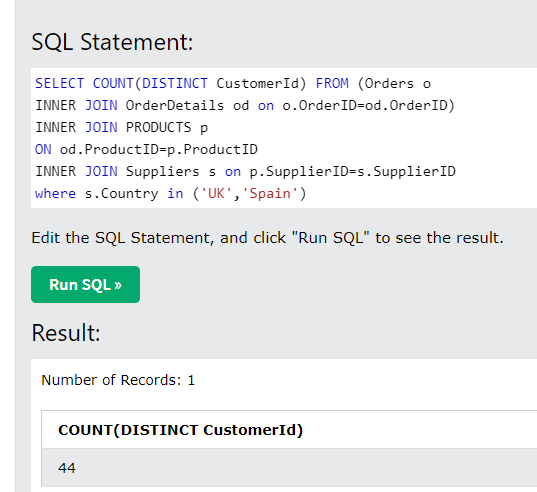 SQL Statement:
SELECT COUNT(DISTINCT CustomerId) FROM (Orders o
INNER JOIN OrderDetails od on o.OrderID=od.OrderID)
INNER JOIN PRODUCTS p
ON od.ProductID=p.ProductID
INNER JOIN Suppliers s on p.SupplierID=s.SupplierID
where s.Country in ('UK','Spain')
Edit the SQL Statement, and click "Run SQL" to see the result.
Run SQL »
Result:
Number of Records: 1
COUNT(DISTINCT CustomerId)
44